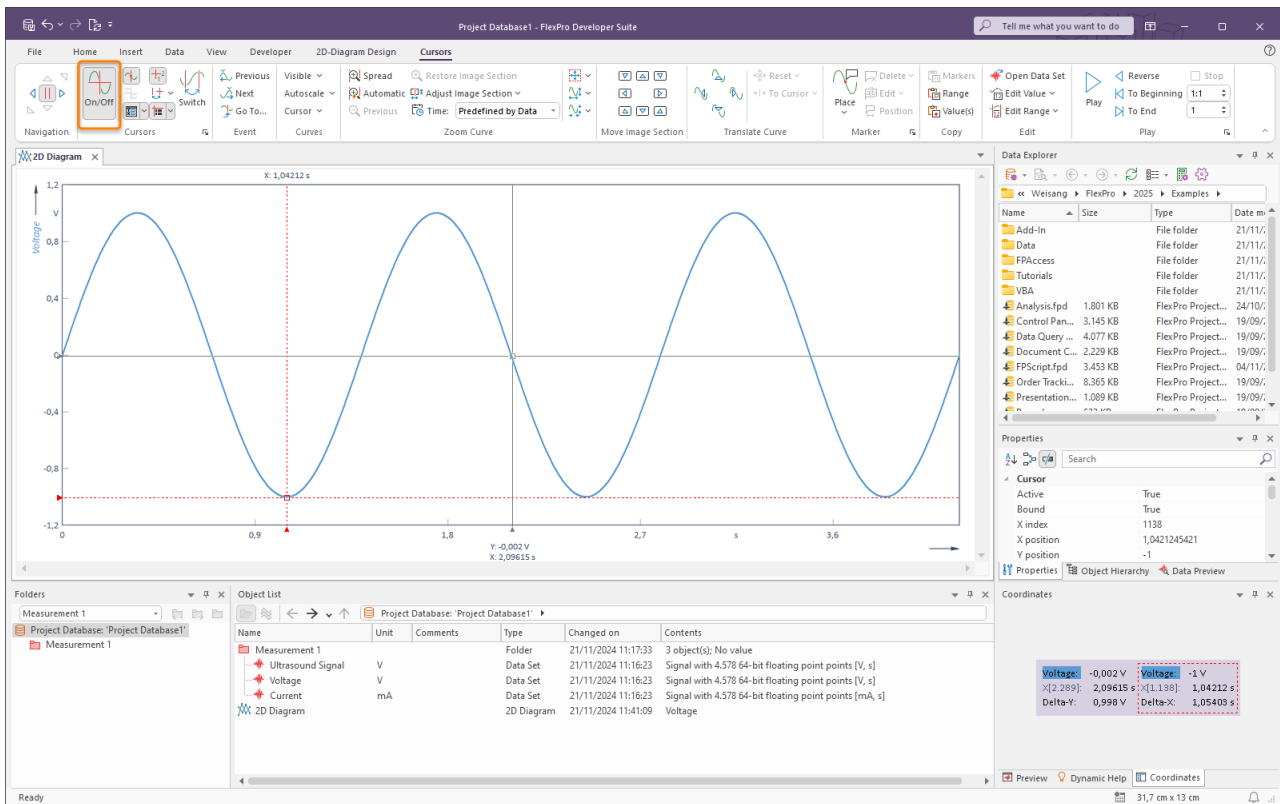 Project Database1 - FlexPro Developer Suite
Tell me what you want to do
File Home Insert Data View Developer 2D-Diagram Design Cursors
Previous Visible Spread Restore Image Section Reset Delete Markers Open Data Set Reverse Stop
On/Off Switch Next Autoscale Automatic Adjust Image Section To Cursor Place Edit Range Edit Value Play To Beginning 1:1
Go To... Cursor Previous Time: Predefined by Data Position Value(s) Edit Range To End 1
Navigation Cursors Event Curves Zoom Curve Move Image Section Translate Curve Marker Copy Edit Play
2D Diagram
X: 1,04212 s
1,2
V
Voltage
0,8
0,4
0
-0,4
-0,8
-1,2
0 0,9 1,8 2,7 s 3,6
Y: -0,002 V
X: 2,09615 s
Data Explorer
« Weisang FlexPro 2025 Examples
Name Size Type Date m
Add-In File folder 21/11/
Data File folder 21/11/
FPAccess File folder 21/11/
Tutorials File folder 21/11/
VBA File folder 21/11/
Analysis.fpd 1.801 KB FlexPro Project... 24/10/
Control Pan... 3.145 KB FlexPro Project... 19/09/
Data Query ... 4.077 KB FlexPro Project... 19/09/
Document C... 2.229 KB FlexPro Project... 19/09/
FPScript.fpd 3.453 KB FlexPro Project... 04/11/
Order Tracki... 8.365 KB FlexPro Project... 19/09/
Presentation... 1.089 KB FlexPro Project... 19/09/
Properties
Search
Cursor
Active True
Bound True
X index 1138
X position 1,0421245421
Y position -1
Properties Object Hierarchy Data Preview
Folders
Measurement 1
Project Database: 'Project Database1'
Measurement 1
Object List
Project Database: 'Project Database1'
Name Unit Comments Type Changed on Contents
Measurement 1 Folder 21/11/2024 11:17:33 3 object(s); No value
Ultrasound Signal V Data Set 21/11/2024 11:16:23 Signal with 4.578 64-bit floating point points [V, s]
Voltage V Data Set 21/11/2024 11:16:23 Signal with 4.578 64-bit floating point points [V, s]
Current mA Data Set 21/11/2024 11:16:23 Signal with 4.578 64-bit floating point points [mA, s]
2D Diagram 2D Diagram 21/11/2024 11:41:09 Voltage
Coordinates
Voltage: -0,002 V Voltage: -1 V
X[2.289]: 2,09615 s X[1.138]: 1,04212 s
Delta-Y: 0,998 V Delta-X: 1,05403 s
Preview Dynamic Help Coordinates
Ready
31,7 cm x 13 cm